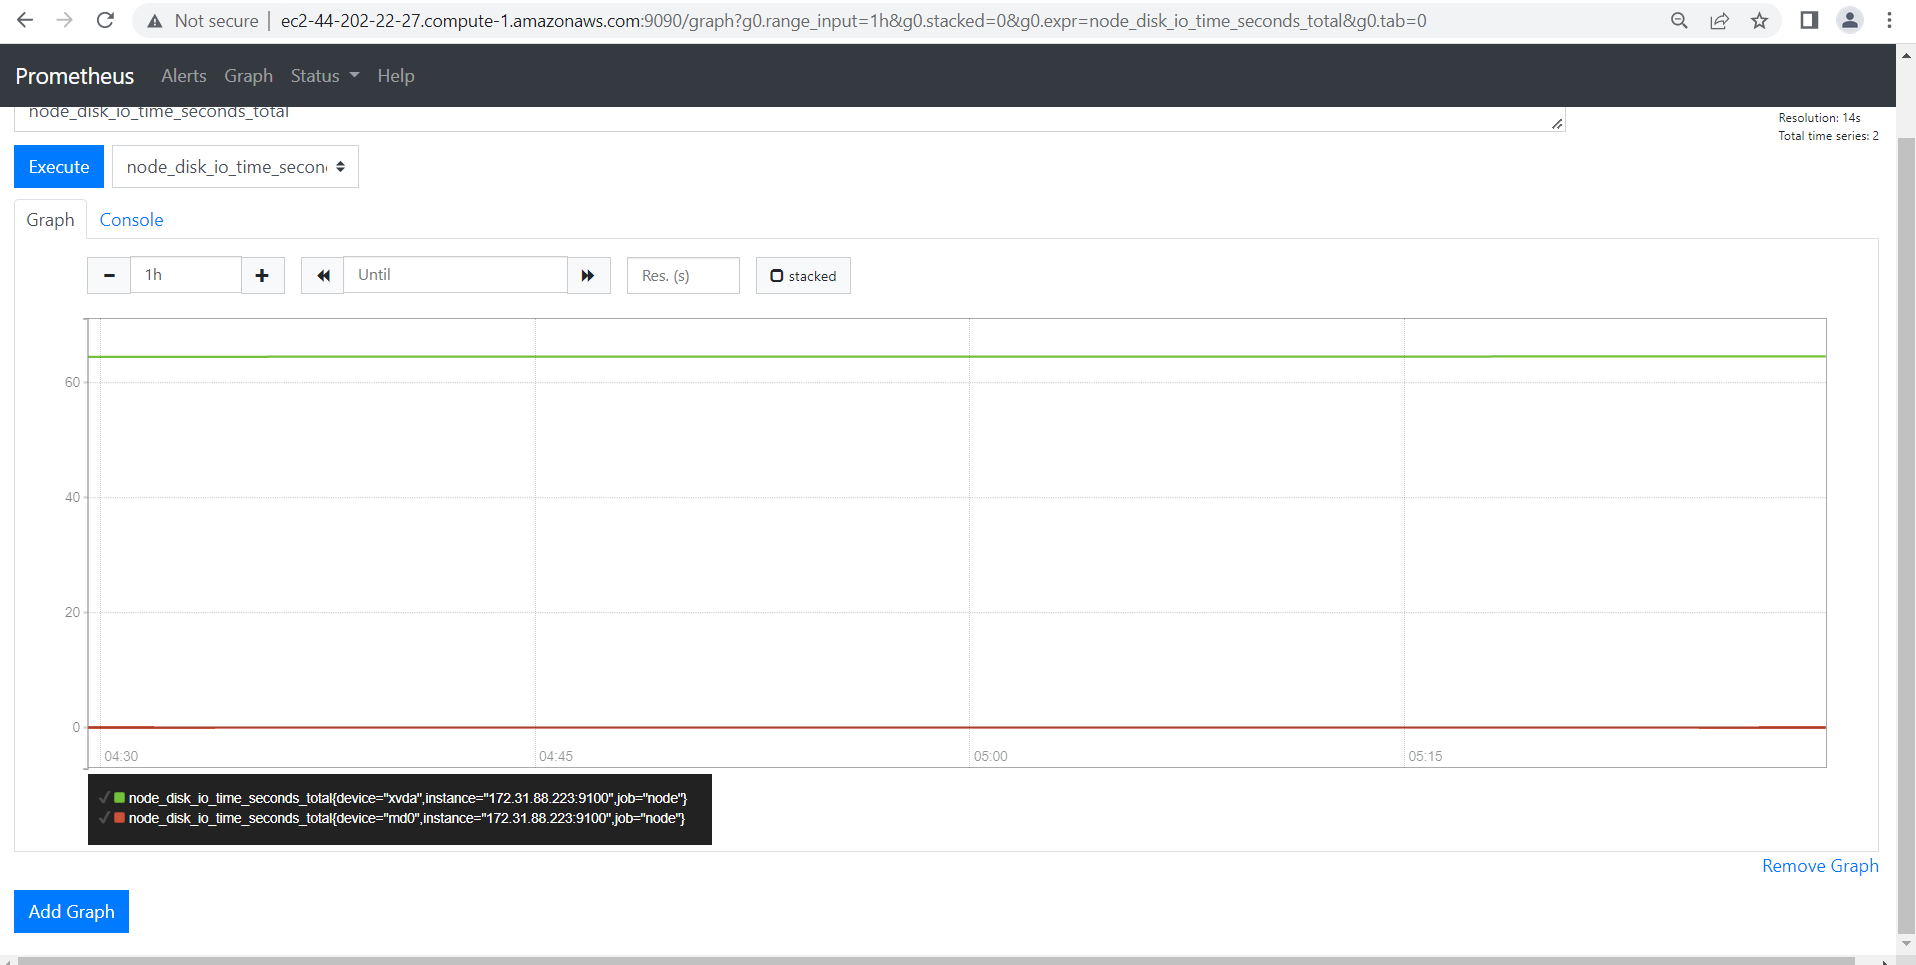 Not secure | ec2-44-202-22-27.compute-1.amazonaws.com:9090/graph?g0.range_input=1h&g0.stacked=0&g0.expr=node_disk_io_time_seconds_total&g0.tab=0
Prometheus Alerts Graph Status Help
node_disk_io_time_seconds_total
Resolution: 14s
Total time series: 2
Execute node_disk_io_time_secon
Graph Console
− 1h + Until Res. (s) stacked
60
40
20
0
04:30 04:45 05:00 05:15
node_disk_io_time_seconds_total{device="xvda",instance="172.31.88.223:9100",job="node"}
node_disk_io_time_seconds_total{device="md0",instance="172.31.88.223:9100",job="node"}
Remove Graph
Add Graph